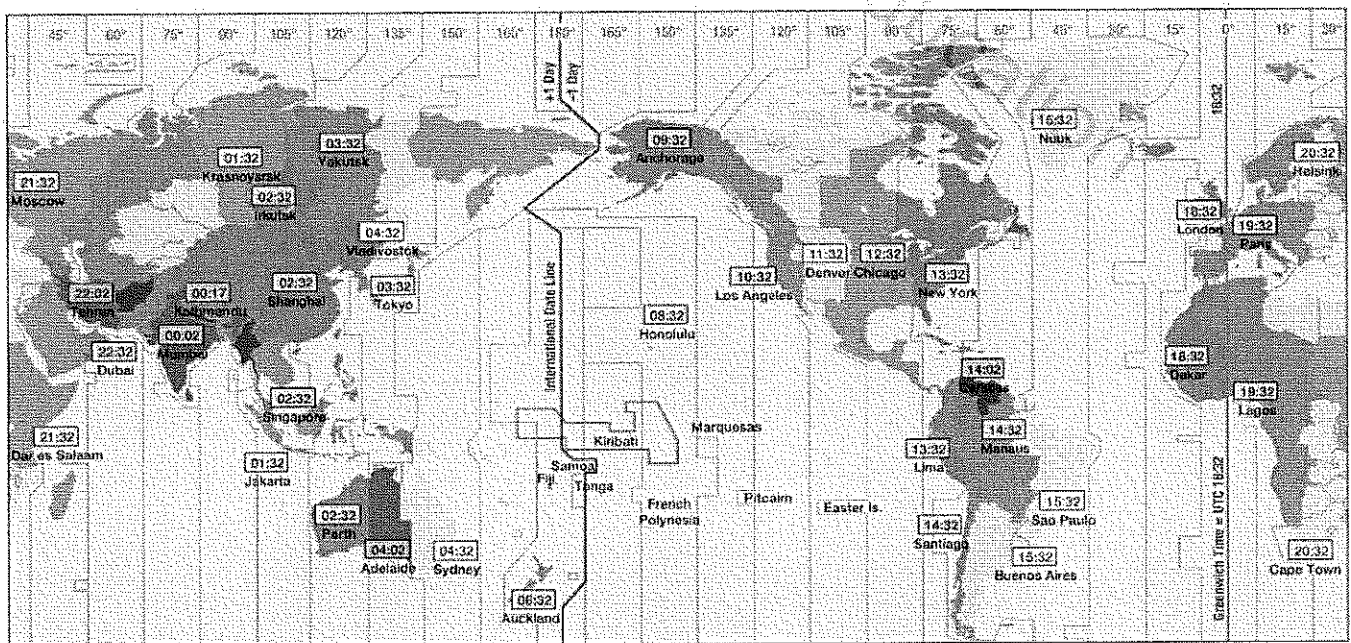 45° 60° 75° 90° 105° 120° 135° 150° 165° 180° 165° 150° 135° 120° 105° 90° 75° 60° 45° 30° 15° 0° 15° 30°
+1 Day
-1 Day
International Date Line
18:32
Greenwich Time = UTC 18:32
21:32
Moscow
01:32
Krasnoyarsk
02:32
Irkutsk
03:32
Yakutsk
04:32
Vladivostok
22:02
Tehran
00:17
Kathmandu
02:32
Shanghai
03:32
Tokyo
00:02
Mumbai
22:32
Dubai
02:32
Singapore
21:32
Dar es Salaam
01:32
Jakarta
02:32
Perth
04:02
Adelaide
04:32
Sydney
06:32
Auckland
09:32
Anchorage
08:32
Honolulu
Kiribati
Marquesas
Samoa
Fiji
Tonga
French
Polynesia
Pitcairn
Easter Is.
10:32
Los Angeles
11:32
Denver
12:32
Chicago
13:32
New York
15:32
Nuuk
14:02
14:32
Manaus
13:32
Lima
15:32
Sao Paulo
14:32
Santiago
15:32
Buenos Aires
18:32
London
19:32
Paris
20:32
Helsinki
18:32
Dakar
19:32
Lagos
20:32
Cape Town